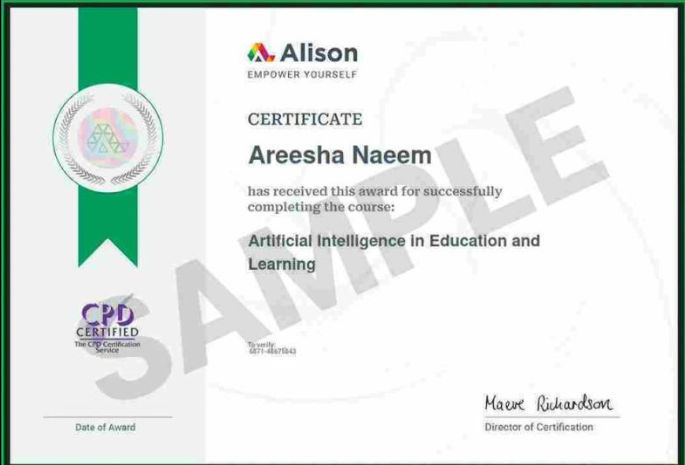 Alison
EMPOWER YOURSELF
CERTIFICATE
Areesha Naeem
has received this award for successfully
completing the course:
Artificial Intelligence in Education and
Learning
SAMPLE
CPD
CERTIFIED
The CPD Certification
Service
To verify:
Maeve Richardson
Date of Award
Director of Certification